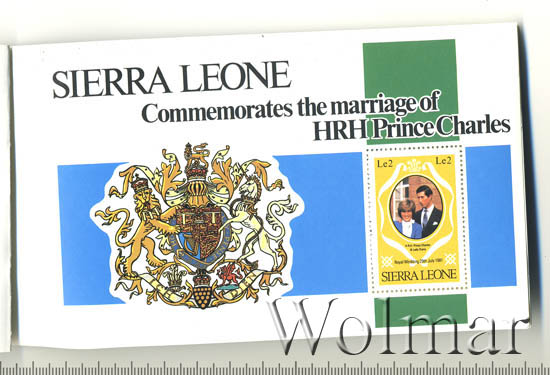 SIERRA LEONE
Commemorates the marriage of
HRH Prince Charles
Le2 Le2
Royal Wedding 29th July 1981
SIERRA LEONE
Wolmar